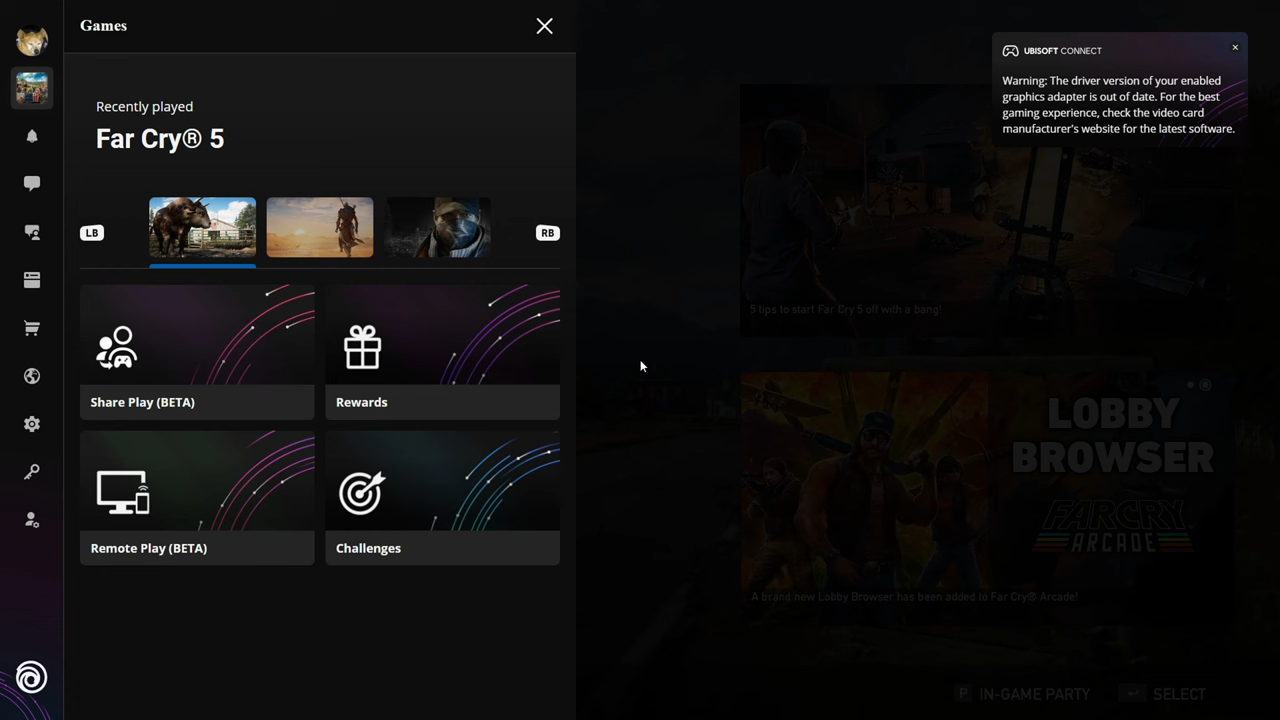 Games
UBISOFT CONNECT
Warning: The driver version of your enabled
graphics adapter is out of date. For the best
gaming experience, check the video card
manufacturer's website for the latest software.
Recently played
Far Cry® 5
LB
RB
5 tips to start Far Cry 5 off with a bang!
Share Play (BETA)
Rewards
LOBBY
BROWSER
FARCRY
ARCADE
Remote Play (BETA)
Challenges
A brand new Lobby Browser has been added to Far Cry® Arcade!
P IN-GAME PARTY
SELECT